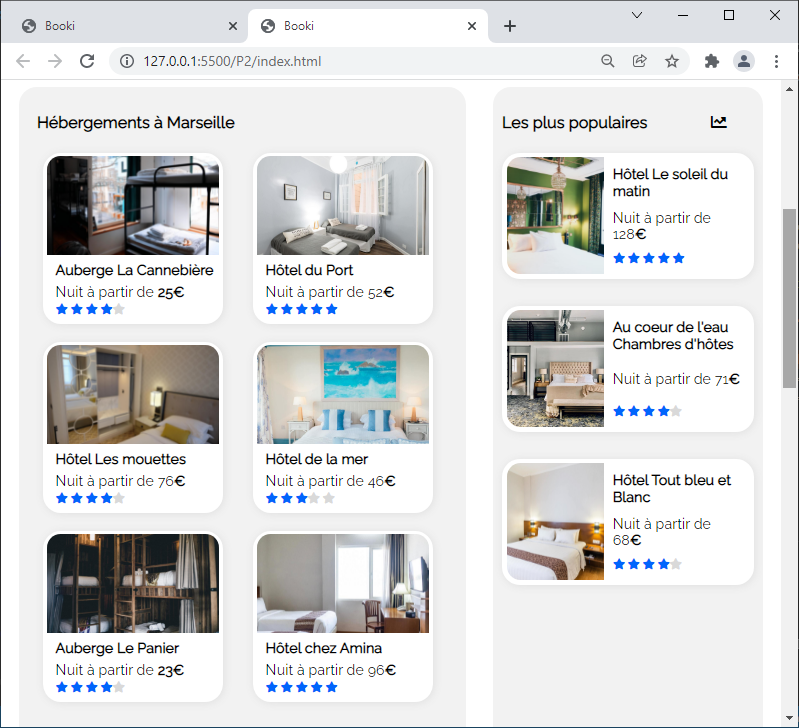 Booki
Booki
127.0.0.1:5500/P2/index.html
Hébergements à Marseille
Auberge La Cannebière
Nuit à partir de 25€
Hôtel du Port
Nuit à partir de 52€
Hôtel Les mouettes
Nuit à partir de 76€
Hôtel de la mer
Nuit à partir de 46€
Auberge Le Panier
Nuit à partir de 23€
Hôtel chez Amina
Nuit à partir de 96€
Les plus populaires
Hôtel Le soleil du
matin
Nuit à partir de
128€
Au coeur de l'eau
Chambres d'hôtes
Nuit à partir de 71€
Hôtel Tout bleu et
Blanc
Nuit à partir de
68€